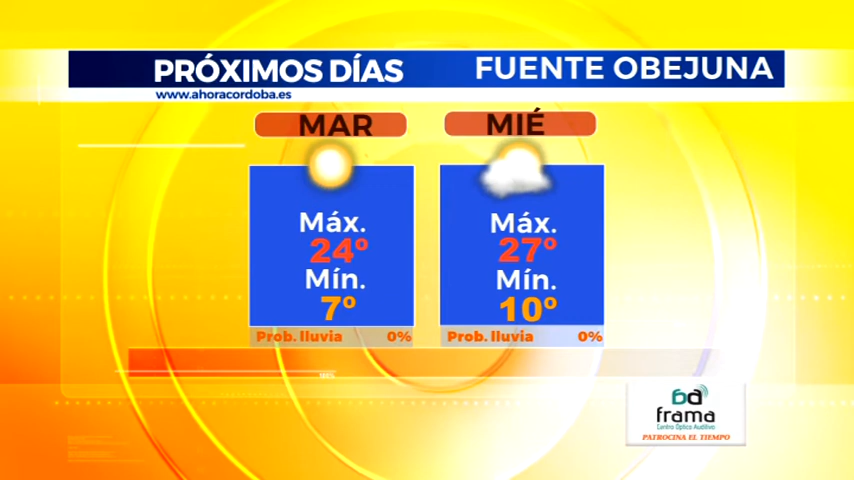 PRÓXIMOS DÍAS
FUENTE OBEJUNA
www.ahoracordoba.es
MAR
MIÉ
Máx.
24º
Mín.
7º
Prob. lluvia 0%
Máx.
27º
Mín.
10º
Prob. lluvia 0%
frama
Centro Óptico Auditivo
PATROCINA EL TIEMPO